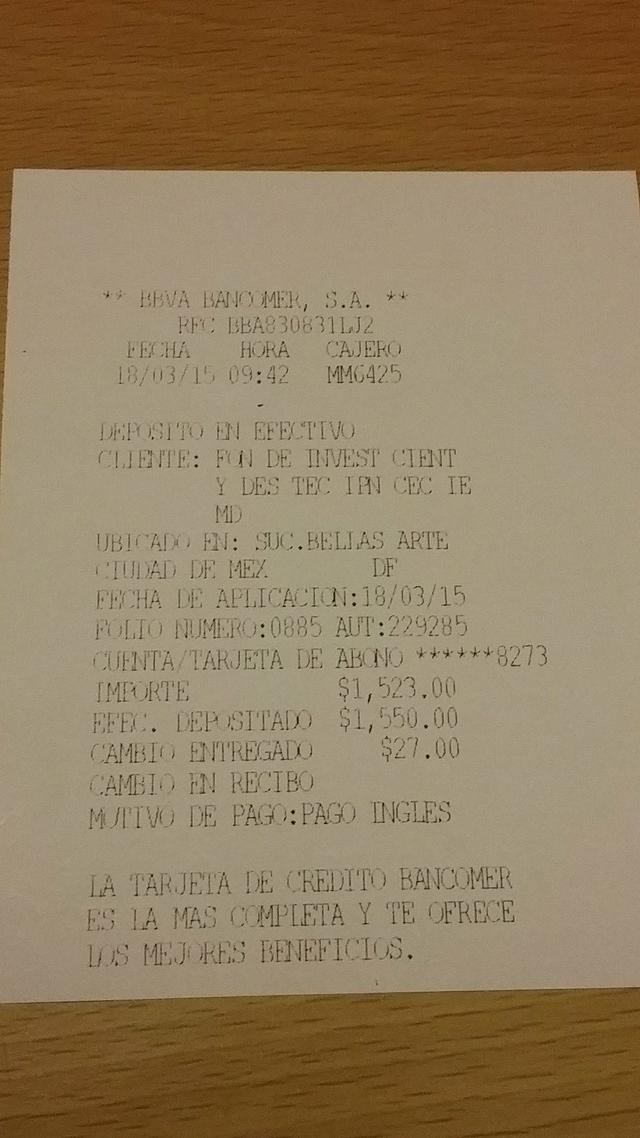 ** BBVA BANCOMER, S.A. **
RFC BBA830831LJ2
FECHA HORA CAJERO
18/03/15 09:42 MM6425
DEPOSITO EN EFECTIVO
CLIENTE: FON DE INVEST CIENT
Y DES TEC IPN CEC IE
MD
UBICADO EN: SUC.BELLAS ARTE
CIUDAD DE MEX DF
FECHA DE APLICACION:18/03/15
FOLIO NUMERO:0885 AUT:229285
CUENTA/TARJETA DE ABONO ******8273
IMPORTE $1,523.00
EFEC. DEPOSITADO $1,550.00
CAMBIO ENTREGADO $27.00
CAMBIO EN RECIBO
MOTIVO DE PAGO:PAGO INGLES
LA TARJETA DE CREDITO BANCOMER
ES LA MAS COMPLETA Y TE OFRECE
LOS MEJORES BENEFICIOS.